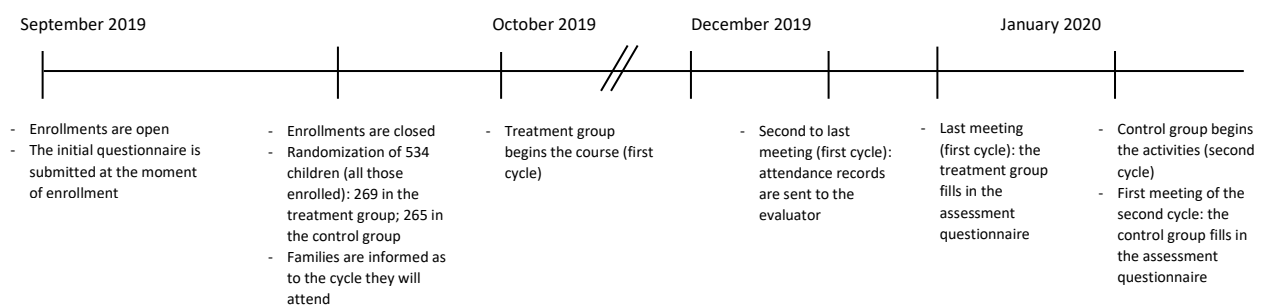 September 2019
October 2019
December 2019
January 2020
- Enrollments are open
- The initial questionnaire is
submitted at the moment
of enrollment
- Enrollments are closed
- Randomization of 534
children (all those
enrolled): 269 in the
treatment group; 265 in
the control group
- Families are informed as
to the cycle they will
attend
- Treatment group
begins the course (first
cycle)
- Second to last
meeting (first cycle):
attendance records
are sent to the
evaluator
- Last meeting
(first cycle): the
treatment group
fills in the
assessment
questionnaire
- Control group begins
the activities (second
cycle)
- First meeting of the
second cycle: the
control group fills in
the assessment
questionnaire